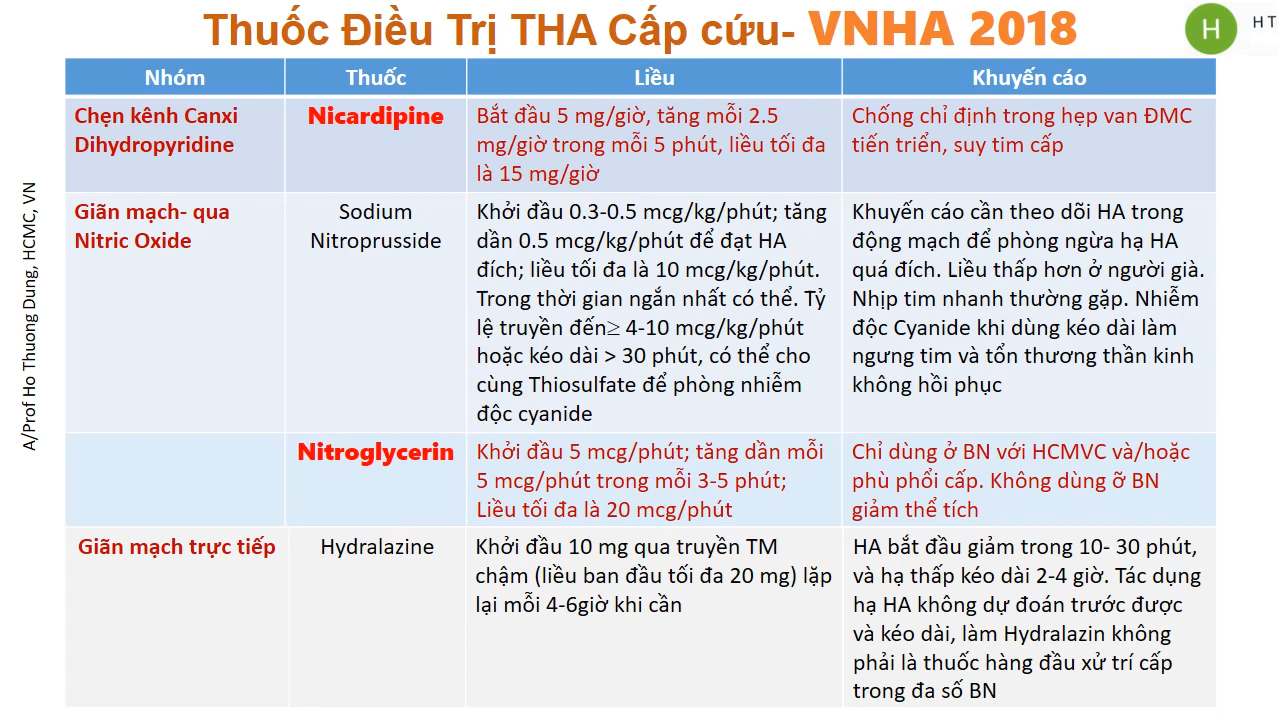 Thuốc Điều Trị THA Cấp cứu- VNHA 2018
H
HT
A/Prof Ho Thuong Dung, HCMC, VN
Nhóm
Thuốc
Liều
Khuyến cáo
Chẹn kênh Canxi
Dihydropyridine
Nicardipine
Bắt đầu 5 mg/giờ, tăng mỗi 2.5
mg/giờ trong mỗi 5 phút, liều tối đa
là 15 mg/giờ
Chống chỉ định trong hẹp van ĐMC
tiến triển, suy tim cấp
Giãn mạch- qua
Nitric Oxide
Sodium
Nitroprusside
Khởi đầu 0.3-0.5 mcg/kg/phút; tăng
dần 0.5 mcg/kg/phút để đạt HA
đích; liều tối đa là 10 mcg/kg/phút.
Trong thời gian ngắn nhất có thể. Tỷ
lệ truyền đến≥ 4-10 mcg/kg/phút
hoặc kéo dài > 30 phút, có thể cho
cùng Thiosulfate để phòng nhiễm
độc cyanide
Khuyến cáo cần theo dõi HA trong
động mạch để phòng ngừa hạ HA
quá đích. Liều thấp hơn ở người già.
Nhịp tim nhanh thường gặp. Nhiễm
độc Cyanide khi dùng kéo dài làm
ngưng tim và tổn thương thần kinh
không hồi phục
Nitroglycerin
Khởi đầu 5 mcg/phút; tăng dần mỗi
5 mcg/phút trong mỗi 3-5 phút;
Liều tối đa là 20 mcg/phút
Chỉ dùng ở BN với HCMVC và/hoặc
phù phổi cấp. Không dùng ỡ BN
giảm thể tích
Giãn mạch trực tiếp
Hydralazine
Khởi đầu 10 mg qua truyền TM
chậm (liều ban đầu tối đa 20 mg) lặp
lại mỗi 4-6giờ khi cần
HA bắt đầu giảm trong 10- 30 phút,
và hạ thấp kéo dài 2-4 giờ. Tác dụng
hạ HA không dự đoán trước được
và kéo dài, làm Hydralazin không
phải là thuốc hàng đầu xử trí cấp
trong đa số BN